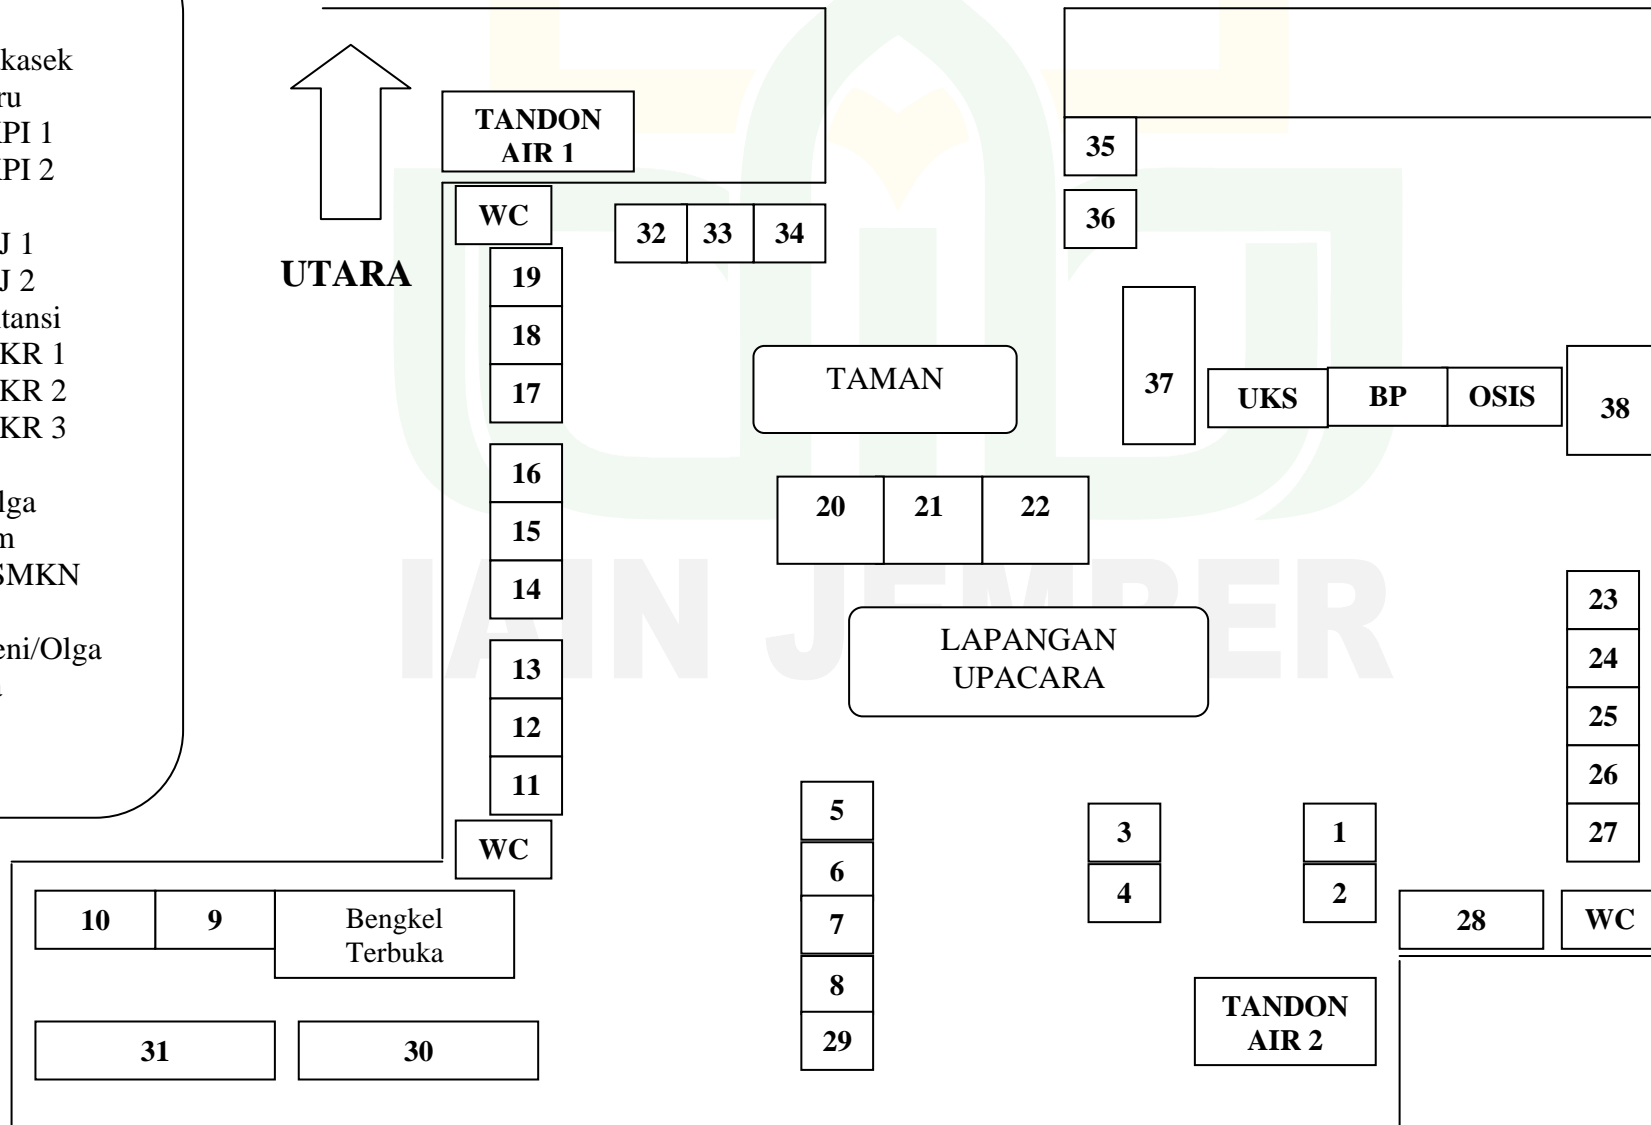 kasek
ru
KPI 1
KPI 2
J 1
J 2
ntansi
KR 1
KR 2
KR 3
lga
m
SMKN
eni/Olga
TANDON
AIR 1
WC
UTARA
32 33 34
19
18
17
16
15
14
13
12
11
WC
35
36
TAMAN
37
UKS BP OSIS
38
20 21 22
LAPANGAN
UPACARA
23
24
25
26
27
5
6
7
8
29
3
4
1
2
28 WC
10 9 Bengkel
Terbuka
31 30
TANDON
AIR 2
IAIN JEMBER